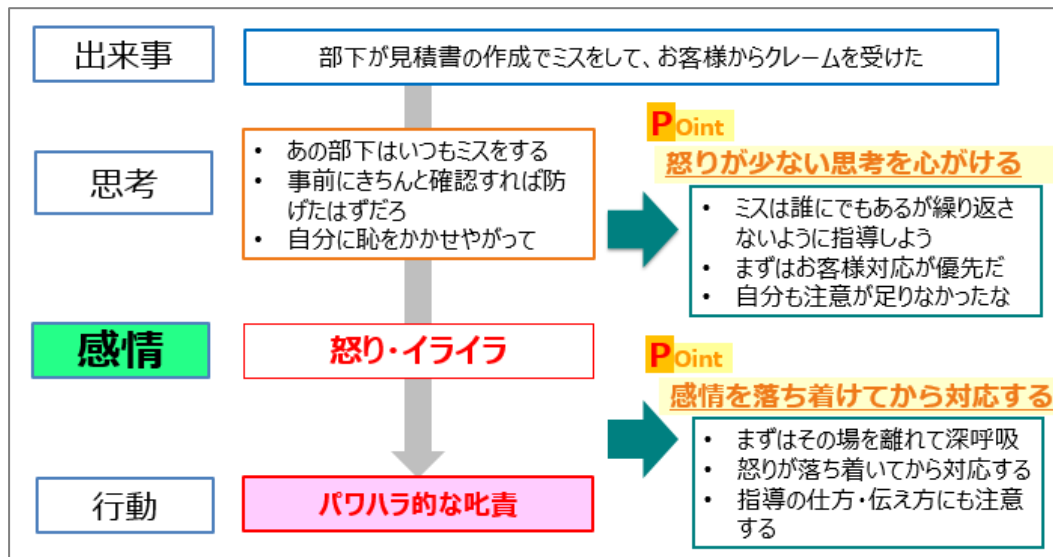 出来事
部下が見積書の作成でミスをして、お客様からクレームを受けた
思考
• あの部下はいつもミスをする
• 事前にきちんと確認すれば防
げたはずだろ
• 自分に恥をかかせやがって
Point
怒りが少ない思考を心がける
• ミスは誰にでもあるが繰り返さ
ないように指導しよう
• まずはお客様対応が優先だ
• 自分も注意が足りなかったな
感情
怒り・イライラ
Point
感情を落ち着けてから対応する
• まずはその場を離れて深呼吸
• 怒りが落ち着いてから対応する
• 指導の仕方・伝え方にも注意
する
行動
パワハラ的な叱責